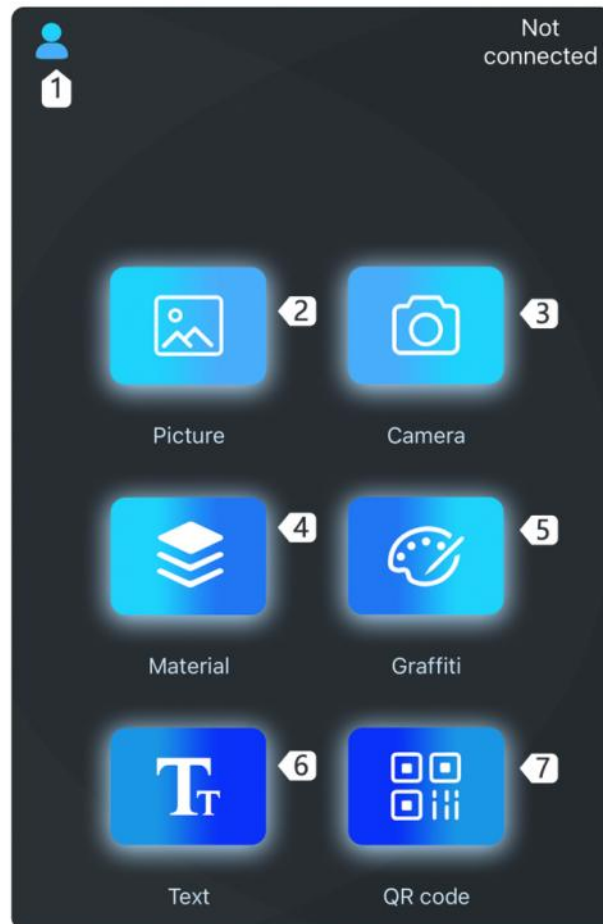 Not
connected
1
2
3
Picture
Camera
4
5
Material
Graffiti
6
7
Text
QR code